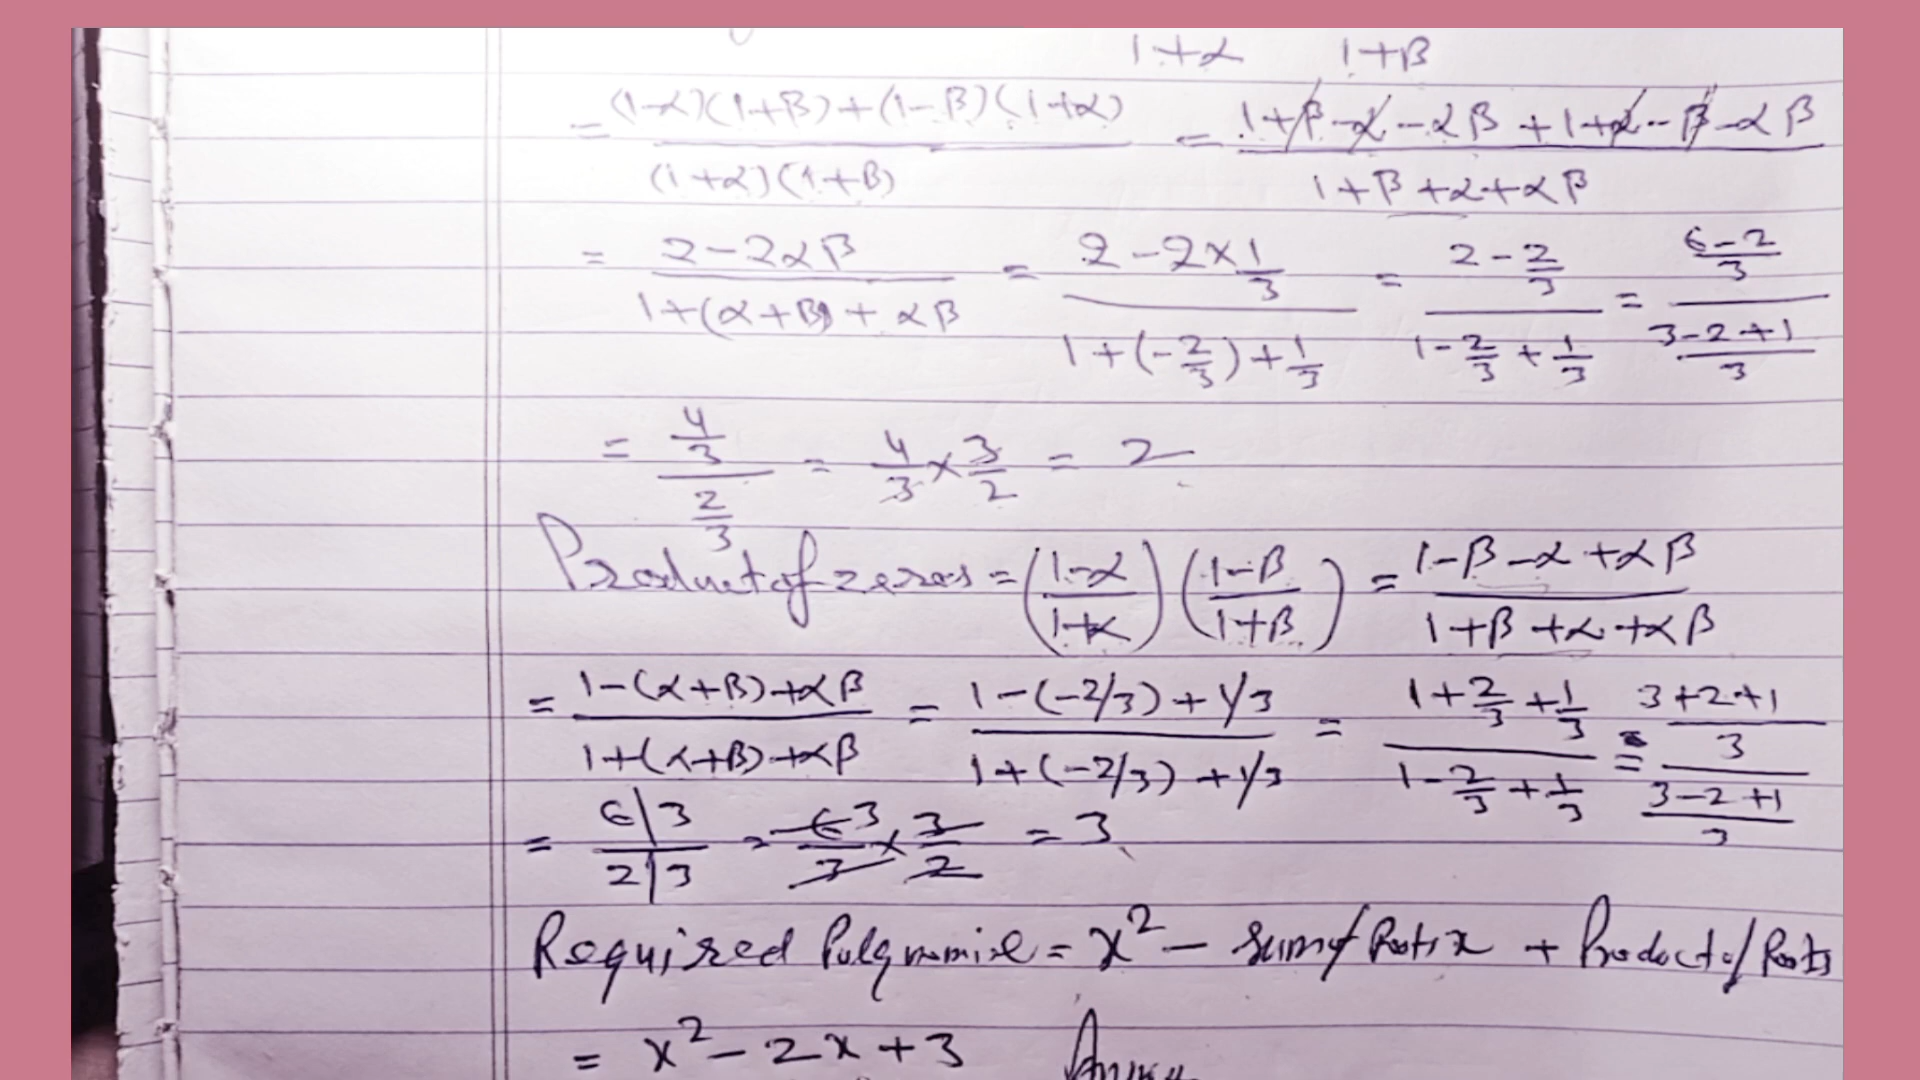 1+α 1+β
= (1-α)(1+β)+(1-β)(1+α) / (1+α)(1+β) = 1+β-α-αβ+1+α-β-αβ / 1+β+α+αβ
= 2-2αβ / 1+(α+β)+αβ = 2-2×1/3 / 1+(-2/3)+1/3 = 2-2/3 / 1-2/3+1/3 = 6-2/3 / 3-2+1/3
= 4/3 / 2/3 = 4/3 × 3/2 = 2
Product of zeroes = (1-α / 1+α) (1-β / 1+β) = 1-β-α+αβ / 1+β+α+αβ
= 1-(α+β)+αβ / 1+(α+β)+αβ = 1-(-2/3)+1/3 / 1+(-2/3)+1/3 = 1+2/3+1/3 / 1-2/3+1/3 = 3+2+1/3 / 3-2+1/3
= 6/3 / 2/3 = 6 3/3 × 3/2 = 3
Required Polynomial = x² - Sum of Roots x + Product of Roots
= x² - 2x + 3